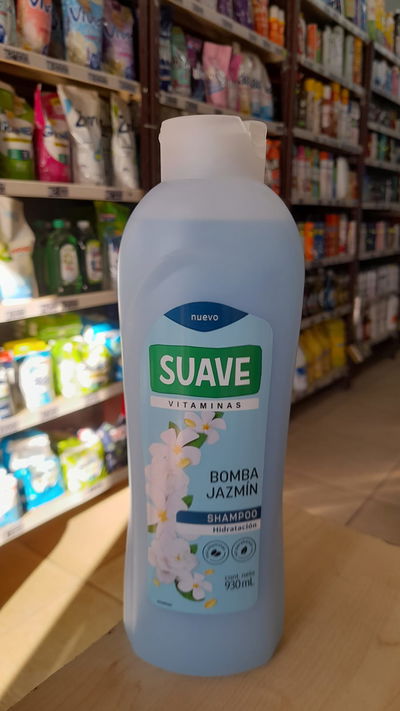 nuevo
SUAVE
VITAMINAS
BOMBA
JAZMÍN
SHAMPOO
Hidratación
cont. neto
930 mL